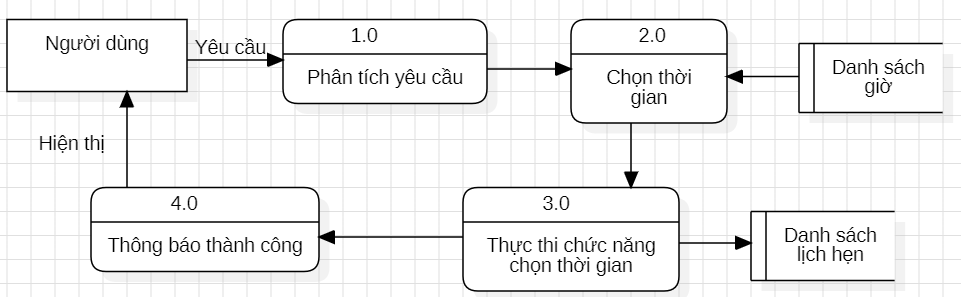 Người dùng
Yêu cầu
1.0
Phân tích yêu cầu
2.0
Chọn thời
gian
Danh sách
giờ
Hiện thị
4.0
Thông báo thành công
3.0
Thực thi chức năng
chọn thời gian
Danh sách
lịch hẹn